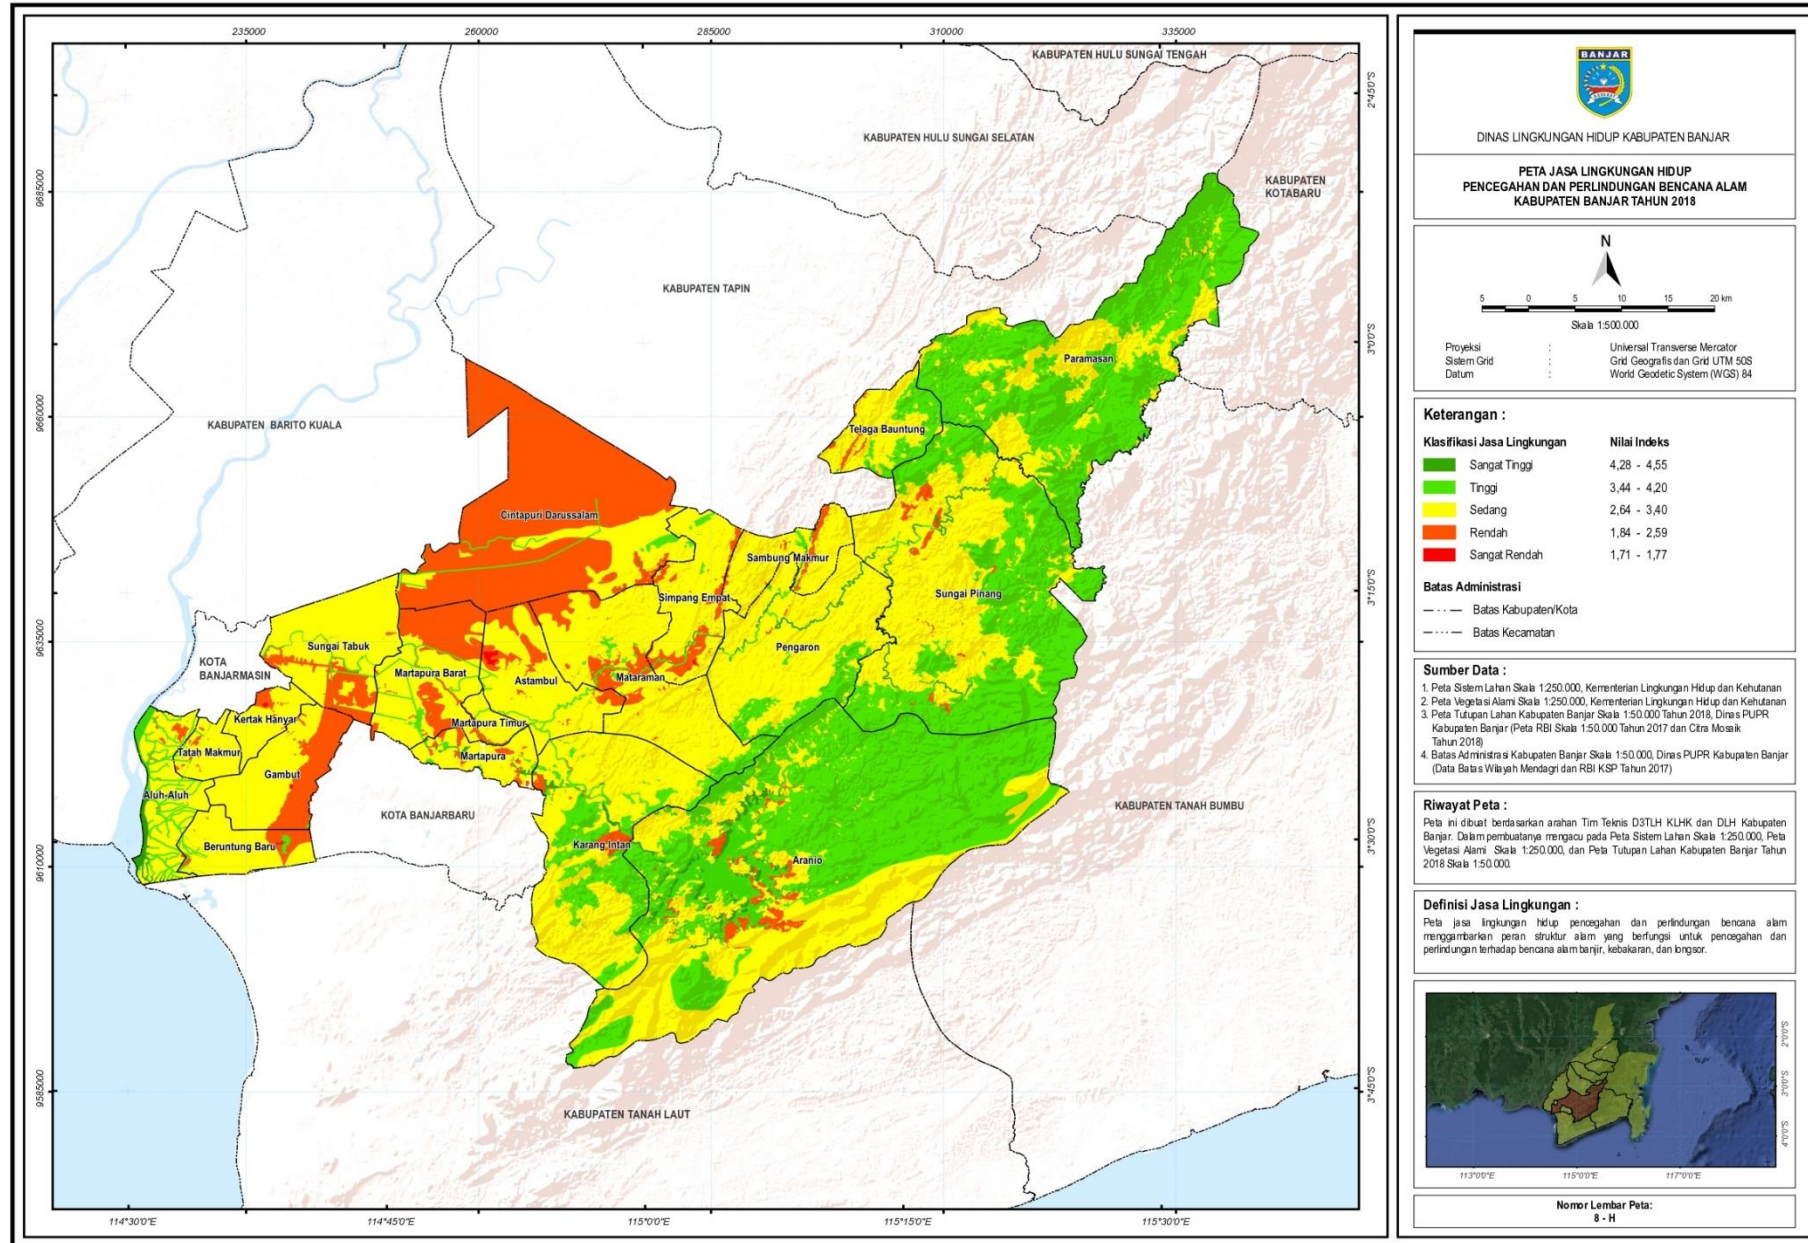 235000
260000
285000
310000
335000
KABUPATEN HULU SUNGAI TENGAH
KABUPATEN HULU SUNGAI SELATAN
KABUPATEN
KOTABARU
KABUPATEN TAPIN
KABUPATEN BARITO KUALA
KOTA
BANJARMASIN
KOTA BANJARBARU
KABUPATEN TANAH BUMBU
KABUPATEN TANAH LAUT
Paramasan
Telaga Bauntung
Cintapuri Darussalam
Sambung Makmur
Simpang Empat
Sungai Pinang
Sungai Tabuk
Pengaron
Martapura Barat
Astambul
Mataraman
Kertak Hanyar
Martapura Timur
Tatah Makmur
Martapura
Gambut
Aluh-Aluh
Beruntung Baru
Karang Intan
Aranio
9685000
9660000
9635000
9610000
9585000
2°45'0"S
3°0'0"S
3°15'0"S
3°30'0"S
3°45'0"S
114°30'0"E
114°45'0"E
115°0'0"E
115°15'0"E
115°30'0"E
BANJAR
DINAS LINGKUNGAN HIDUP KABUPATEN BANJAR
PETA JASA LINGKUNGAN HIDUP
PENCEGAHAN DAN PERLINDUNGAN BENCANA ALAM
KABUPATEN BANJAR TAHUN 2018
N
5 0 5 10 15 20 km
Skala 1:500.000
Proyeksi : Universal Transverse Mercator
Sistem Grid : Grid Geografis dan Grid UTM 50S
Datum : World Geodetic System (WGS) 84
Keterangan :
Klasifikasi Jasa Lingkungan Nilai Indeks
Sangat Tinggi 4,28 - 4,55
Tinggi 3,44 - 4,20
Sedang 2,64 - 3,40
Rendah 1,84 - 2,59
Sangat Rendah 1,71 - 1,77
Batas Administrasi
Batas Kabupaten/Kota
Batas Kecamatan
Sumber Data :
1. Peta Sistem Lahan Skala 1:250.000, Kementerian Lingkungan Hidup dan Kehutanan
2. Peta Vegetasi Alami Skala 1:250.000, Kementerian Lingkungan Hidup dan Kehutanan
3. Peta Tutupan Lahan Kabupaten Banjar Skala 1:50.000 Tahun 2018, Dinas PUPR
Kabupaten Banjar (Peta RBI Skala 1:50.000 Tahun 2017 dan Citra Mosaik
Tahun 2018)
4. Batas Administrasi Kabupaten Banjar Skala 1:50.000, Dinas PUPR Kabupaten Banjar
(Data Batas Wilayah Mendagri dan RBI KSP Tahun 2017)
Riwayat Peta :
Peta ini dibuat berdasarkan arahan Tim Teknis D3TLH KLHK dan DLH Kabupaten
Banjar. Dalam pembuatanya mengacu pada Peta Sistem Lahan Skala 1:250.000, Peta
Vegetasi Alami Skala 1:250.000, dan Peta Tutupan Lahan Kabupaten Banjar Tahun
2018 Skala 1:50.000.
Definisi Jasa Lingkungan :
Peta jasa lingkungan hidup pencegahan dan perlindungan bencana alam
menggambarkan peran struktur alam yang berfungsi untuk pencegahan dan
perlindungan terhadap bencana alam banjir, kebakaran, dan longsor.
2°0'0"S
3°0'0"S
4°0'0"S
113°0'0"E
115°0'0"E
117°0'0"E
Nomor Lembar Peta:
8 - H